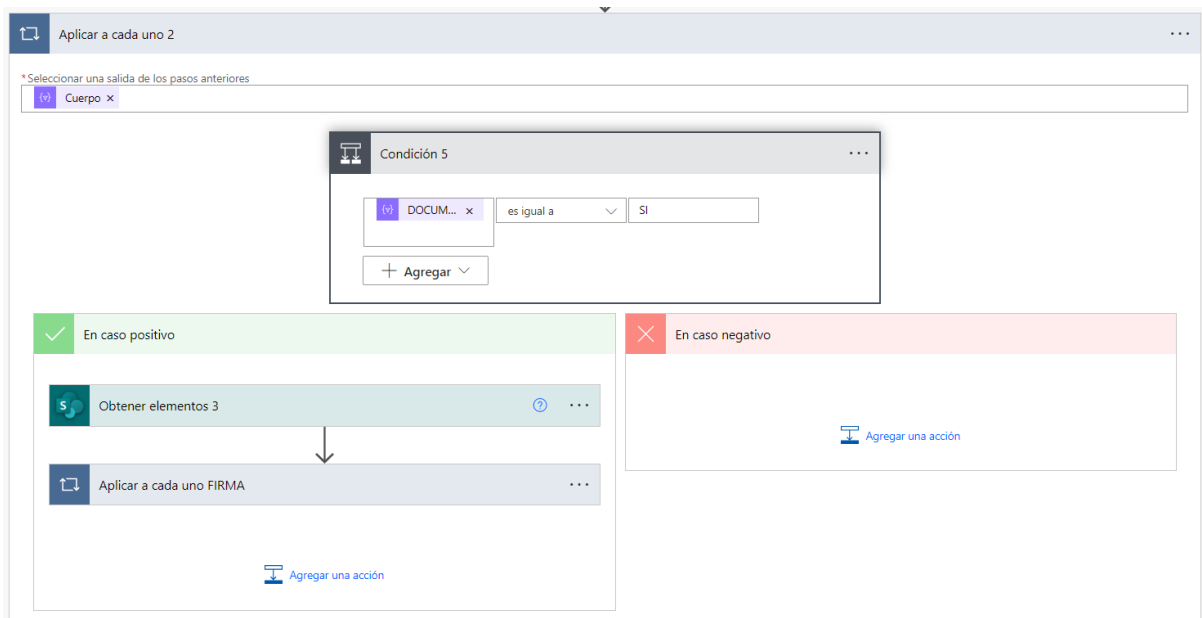 Aplicar a cada uno 2
*Seleccionar una salida de los pasos anteriores
{v} Cuerpo ×
Condición 5
{v} DOCUM... × es igual a SI
+ Agregar
En caso positivo
En caso negativo
S Obtener elementos 3 ?
Agregar una acción
Aplicar a cada uno FIRMA
Agregar una acción